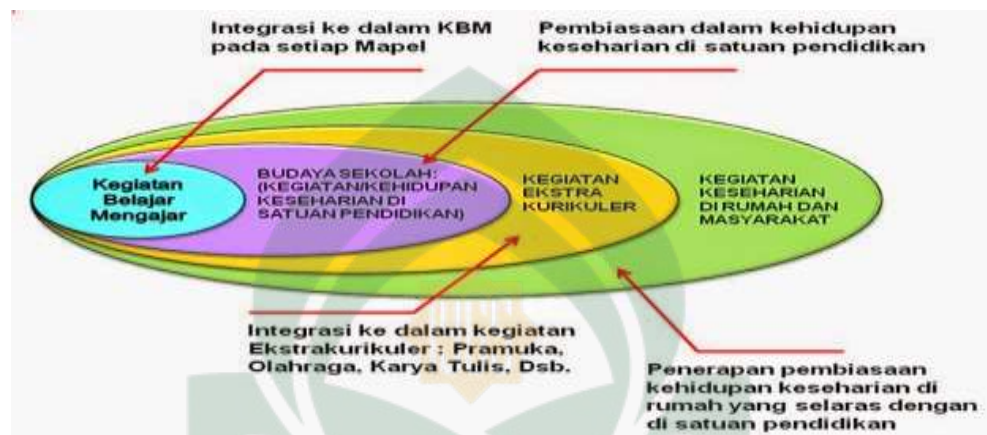 Integrasi ke dalam KBM
pada setiap Mapel
Pembiasaan dalam kehidupan
keseharian di satuan pendidikan
Kegiatan
Belajar
Mengajar
BUDAYA SEKOLAH:
(KEGIATAN/KEHIDUPAN
KESEHARIAN DI
SATUAN PENDIDIKAN)
KEGIATAN
EKSTRA
KURIKULER
KEGIATAN
KESEHARIAN
DI RUMAH DAN
MASYARAKAT
Integrasi ke dalam kegiatan
Ekstrakurikuler : Pramuka,
Olahraga, Karya Tulis, Dsb.
Penerapan pembiasaan
kehidupan keseharian di
rumah yang selaras dengan
di satuan pendidikan